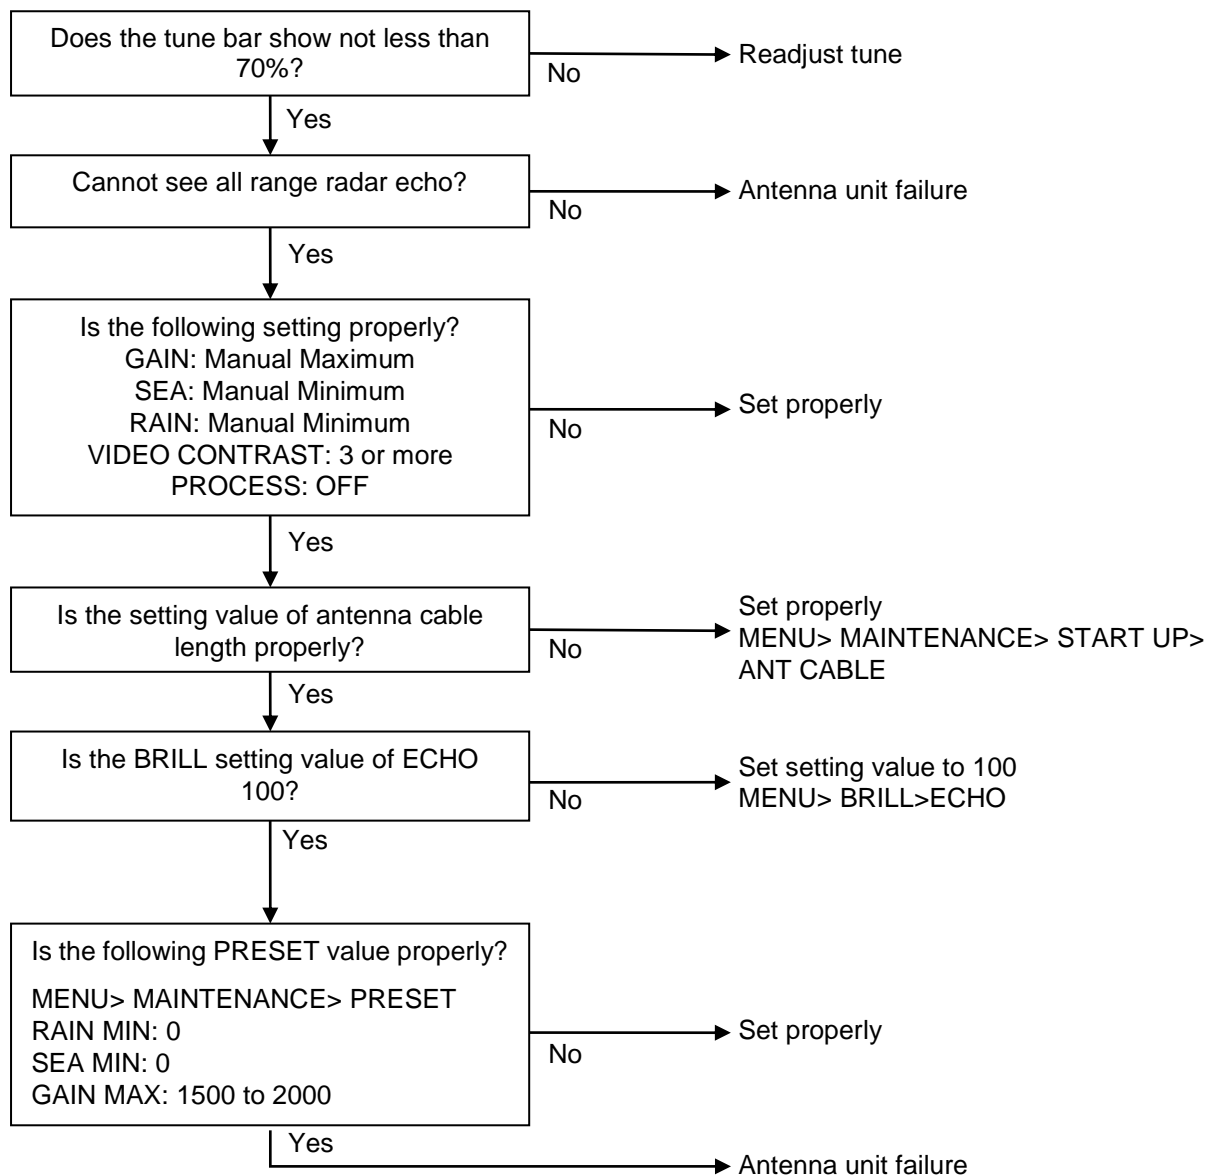 Does the tune bar show not less than
70%?
No
Readjust tune
Yes
Cannot see all range radar echo?
No
Antenna unit failure
Yes
Is the following setting properly?
GAIN: Manual Maximum
SEA: Manual Minimum
RAIN: Manual Minimum
VIDEO CONTRAST: 3 or more
PROCESS: OFF
No
Set properly
Yes
Is the setting value of antenna cable
length properly?
No
Set properly
MENU> MAINTENANCE> START UP>
ANT CABLE
Yes
Is the BRILL setting value of ECHO
100?
No
Set setting value to 100
MENU> BRILL>ECHO
Yes
Is the following PRESET value properly?
MENU> MAINTENANCE> PRESET
RAIN MIN: 0
SEA MIN: 0
GAIN MAX: 1500 to 2000
No
Set properly
Yes
Antenna unit failure